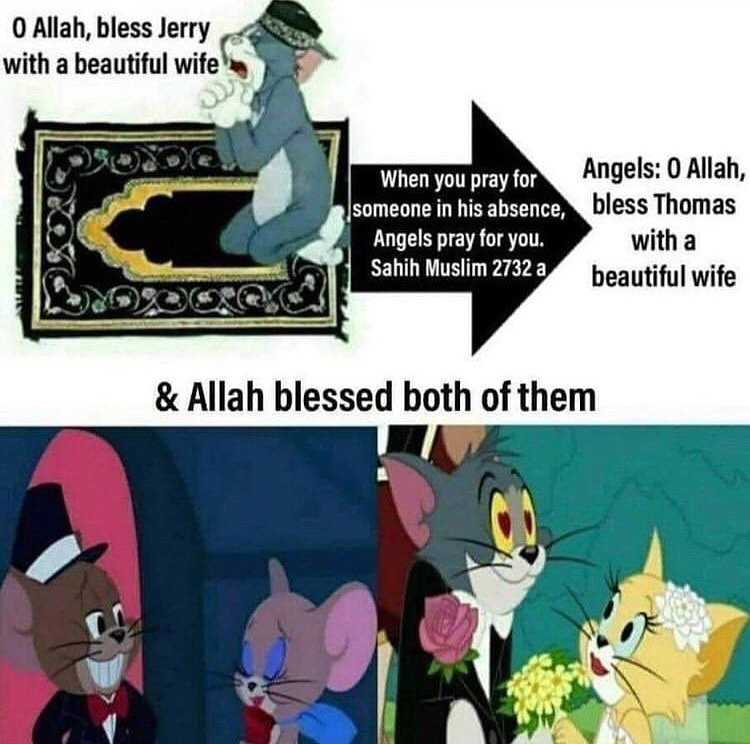 O Allah, bless Jerry
with a beautiful wife
When you pray for
someone in his absence,
Angels pray for you.
Sahih Muslim 2732 a
Angels: O Allah,
bless Thomas
with a
beautiful wife
& Allah blessed both of them